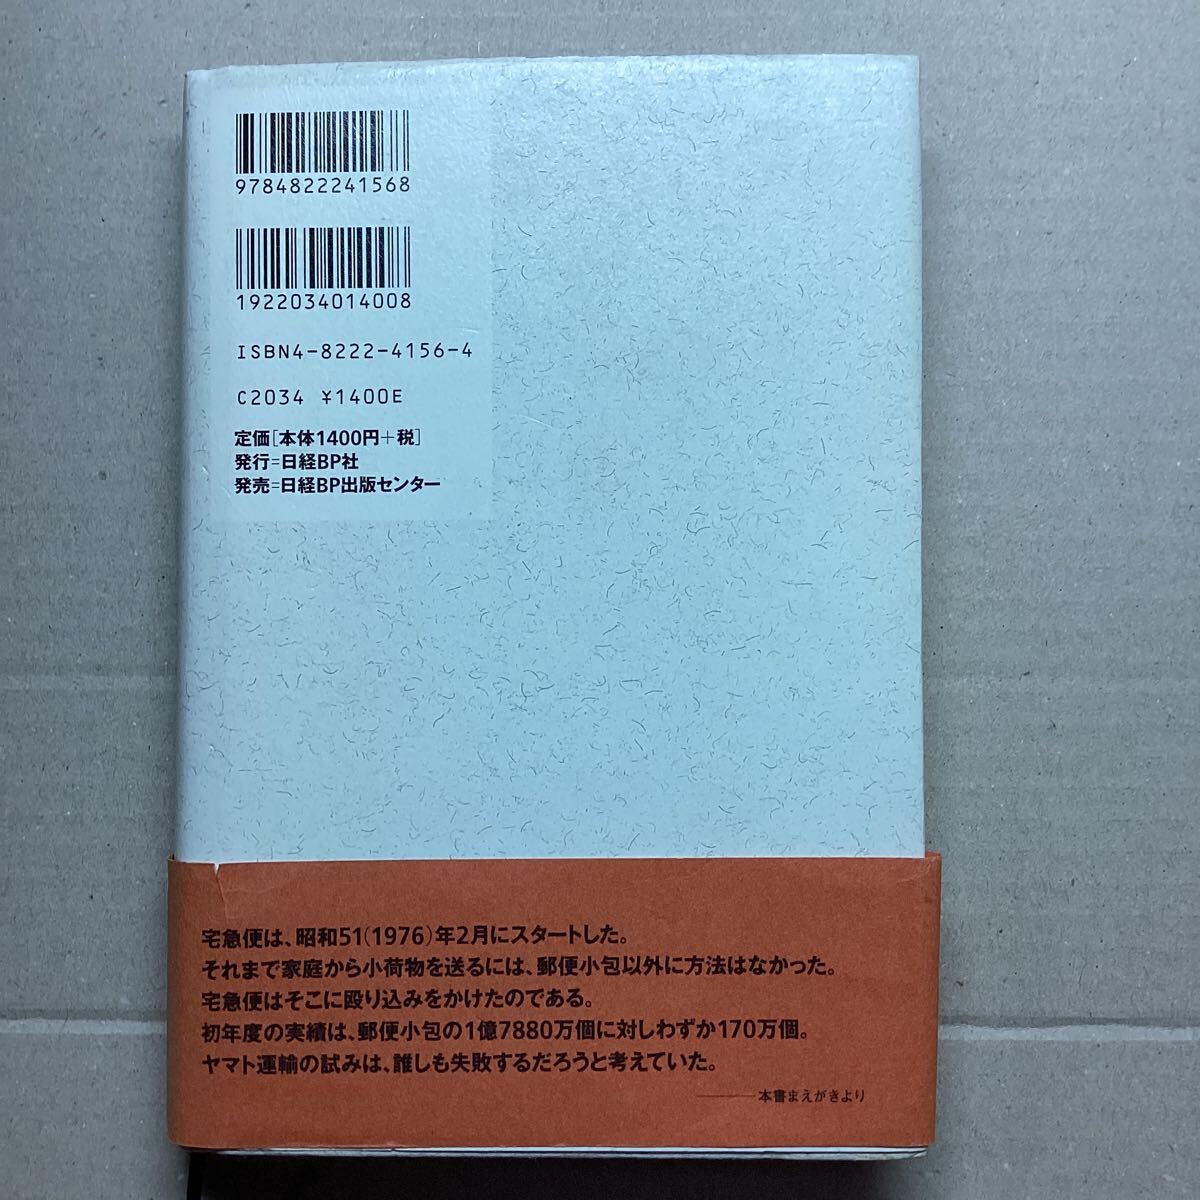 9784822241568
1922034014008
ISBN4-8222-4156-4
C2034 ¥1400E
定価[本体1400円+税]
発行=日経BP社
発売=日経BP出版センター
宅急便は、昭和51(1976)年2月にスタートした。
それまで家庭から小荷物を送るには、郵便小包以外に方法はなかった。
宅急便はそこに殴り込みをかけたのである。
初年度の実績は、郵便小包の1億7880万個に対しわずか170万個。
ヤマト運輸の試みは、誰しも失敗するだろうと考えていた。
――本書まえがきより